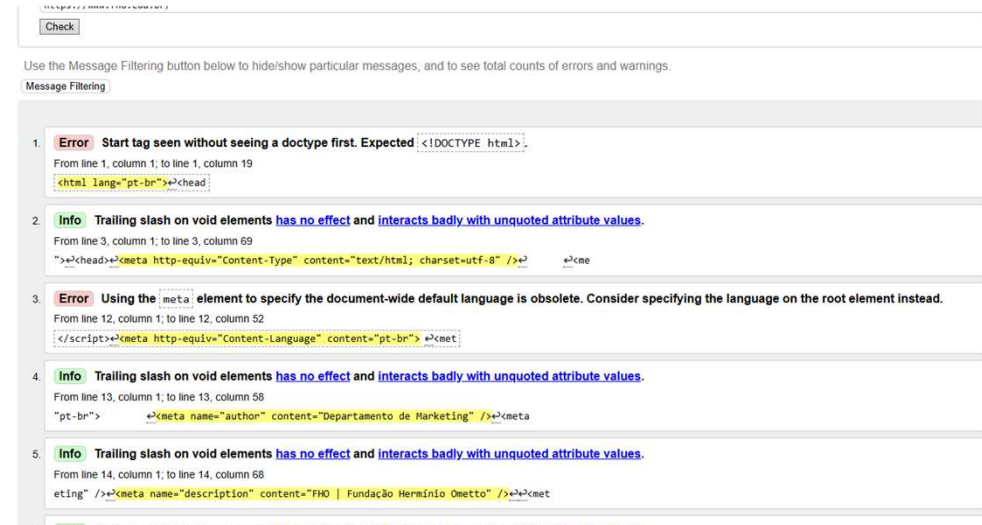 Check
Use the Message Filtering button below to hide/show particular messages, and to see total counts of errors and warnings.
Message Filtering
1. Error Start tag seen without seeing a doctype first. Expected <!DOCTYPE html>.
From line 1, column 1; to line 1, column 19
<html lang="pt-br">↩<head
2. Info Trailing slash on void elements has no effect and interacts badly with unquoted attribute values.
From line 3, column 1; to line 3, column 69
">↩<head>↩<meta http-equiv="Content-Type" content="text/html; charset=utf-8" />↩ ↩<me
3. Error Using the meta element to specify the document-wide default language is obsolete. Consider specifying the language on the root element instead.
From line 12, column 1; to line 12, column 52
</script>↩<meta http-equiv="Content-Language" content="pt-br"> ↩<met
4. Info Trailing slash on void elements has no effect and interacts badly with unquoted attribute values.
From line 13, column 1; to line 13, column 58
"pt-br"> ↩<meta name="author" content="Departamento de Marketing" />↩<meta
5. Info Trailing slash on void elements has no effect and interacts badly with unquoted attribute values.
From line 14, column 1; to line 14, column 68
eting" />↩<meta name="description" content="FHO | Fundação Hermínio Ometto" />↩↩<met